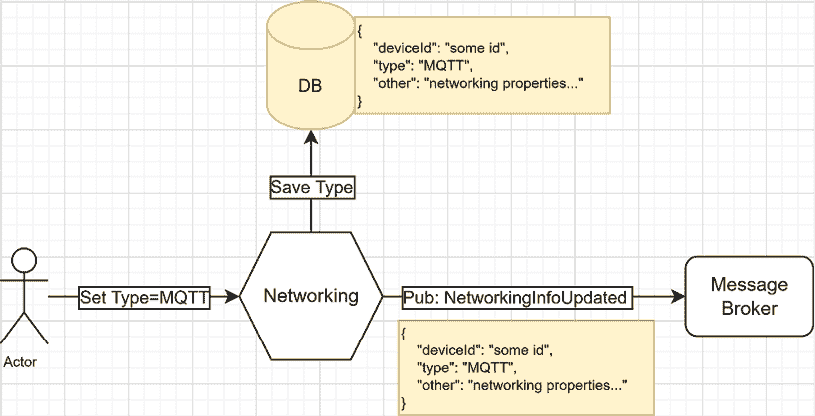 DB
{
"deviceId": "some id",
"type": "MQTT",
"other": "networking properties..."
}
Save Type
Actor
Set Type=MQTT
Networking
Pub: NetworkingInfoUpdated
Message
Broker
{
"deviceId": "some id",
"type": "MQTT",
"other": "networking properties..."
}